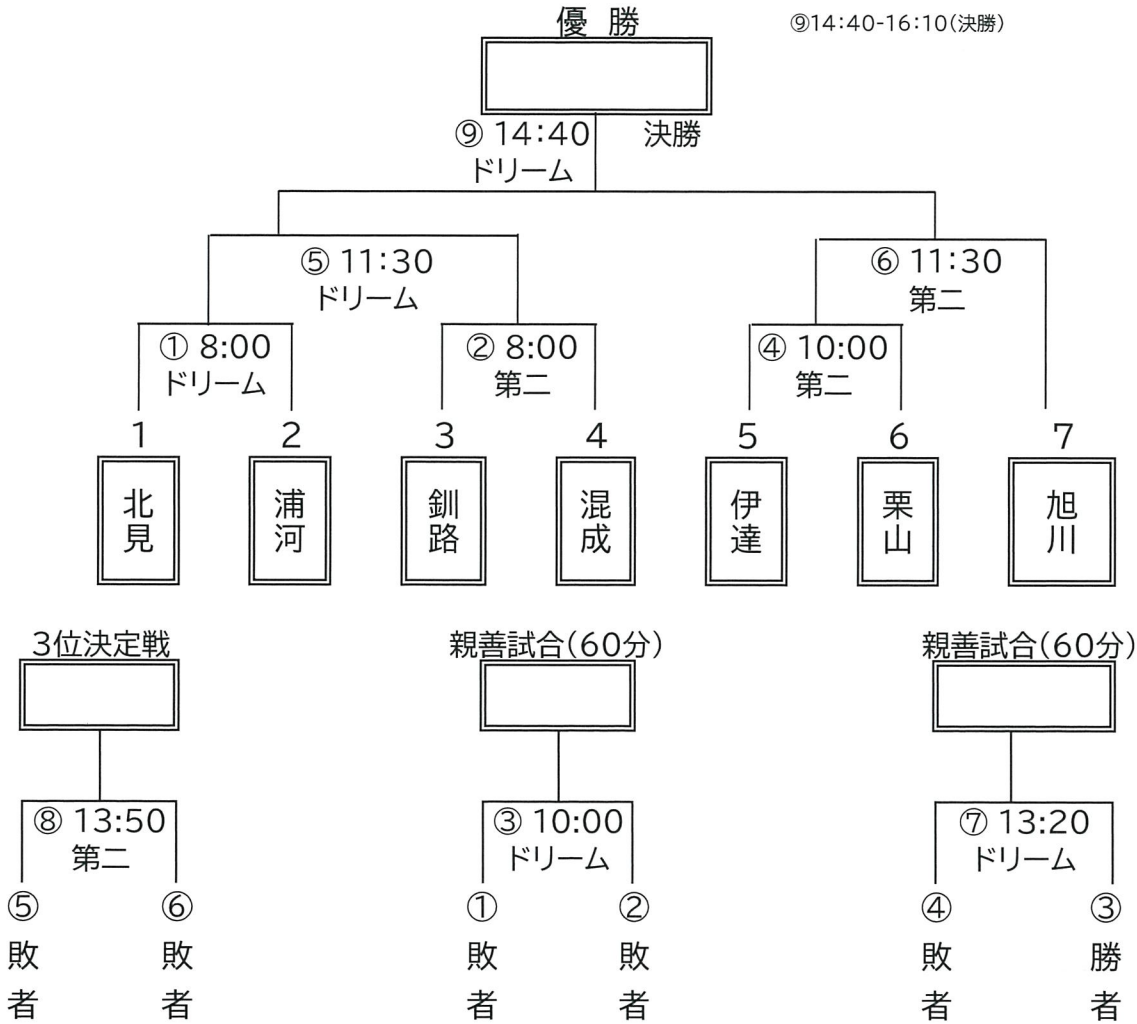 優 勝
⑨14:40-16:10(決勝)
⑨ 14:40 決勝
ドリーム
⑤ 11:30
ドリーム
⑥ 11:30
第二
① 8:00
ドリーム
② 8:00
第二
④ 10:00
第二
1 2 3 4 5 6 7
北見
浦河
釧路
混成
伊達
栗山
旭川
3位決定戦
⑧ 13:50
第二
⑤敗者
⑥敗者
親善試合(60分)
③ 10:00
ドリーム
①敗者
②敗者
親善試合(60分)
⑦ 13:20
ドリーム
④敗者
③勝者